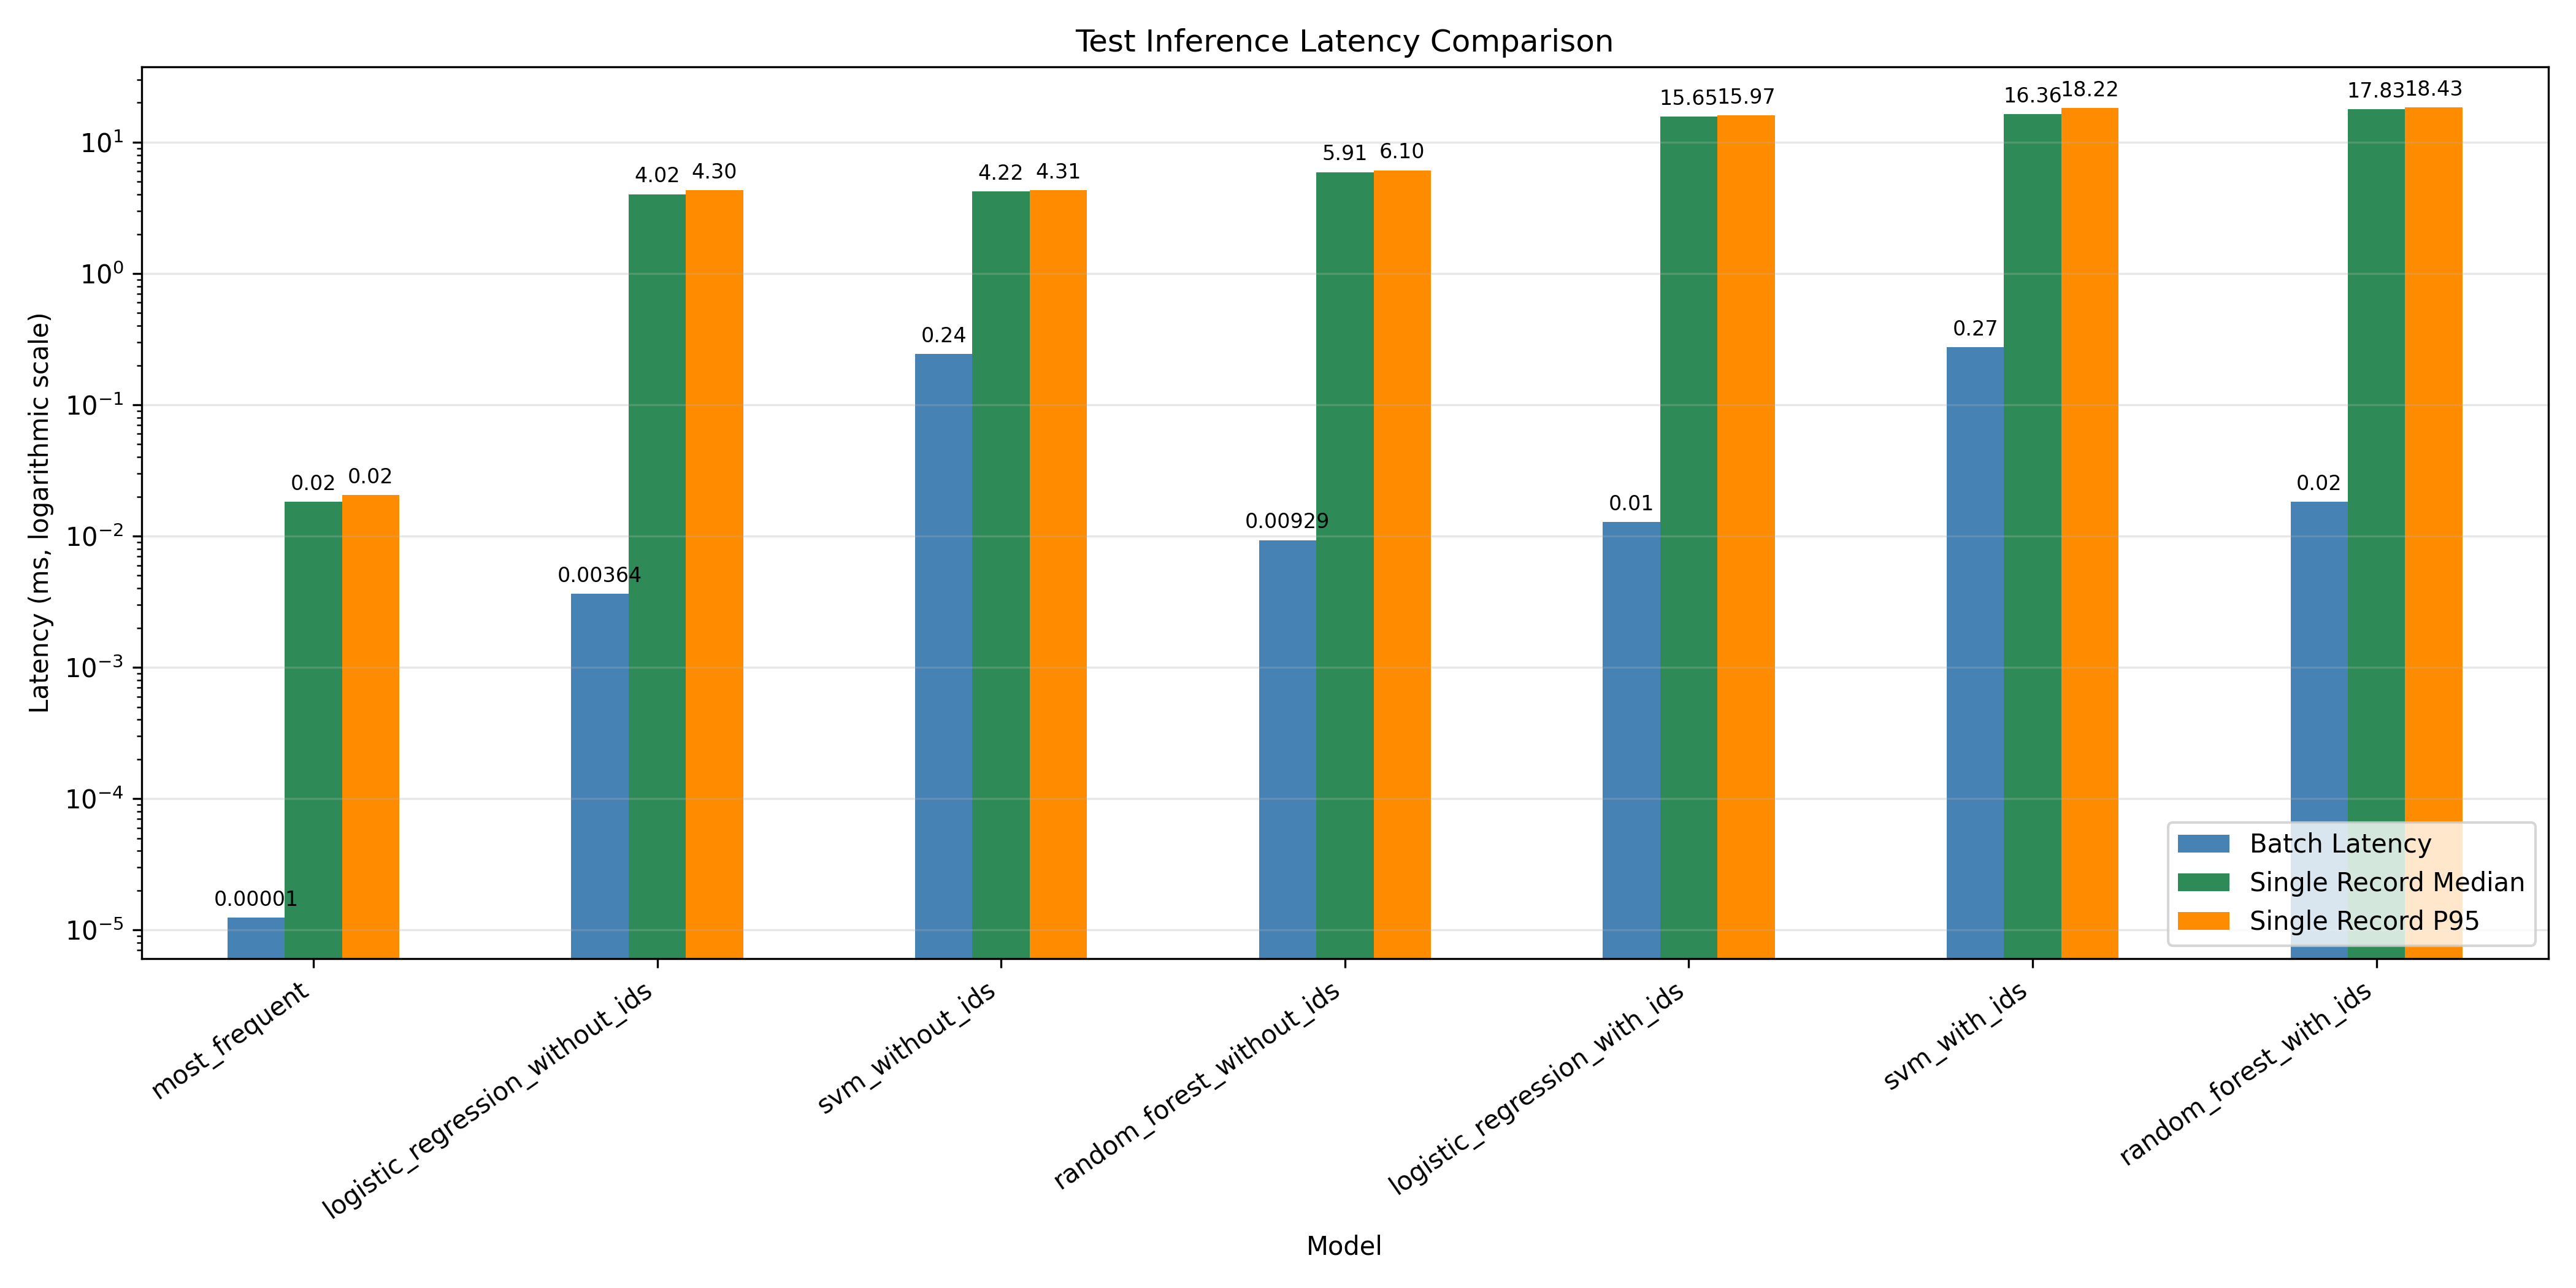 Test Inference Latency Comparison
Latency (ms, logarithmic scale)
10¹
10⁰
10⁻¹
10⁻²
10⁻³
10⁻⁴
10⁻⁵
0.00001
0.02
0.02
0.00364
4.02
4.30
0.24
4.22
4.31
0.00929
5.91
6.10
0.01
15.65
15.97
0.27
16.36
18.22
0.02
17.83
18.43
Batch Latency
Single Record Median
Single Record P95
most_frequent
logistic_regression_without_ids
svm_without_ids
random_forest_without_ids
logistic_regression_with_ids
svm_with_ids
random_forest_with_ids
Model